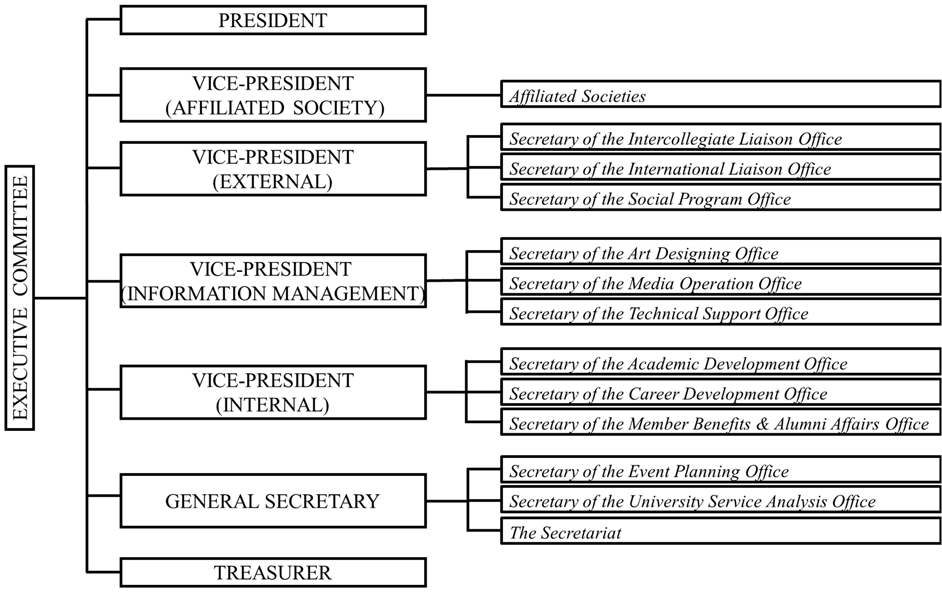 EXECUTIVE COMMITTEE
PRESIDENT
VICE-PRESIDENT
(AFFILIATED SOCIETY)
Affiliated Societies
VICE-PRESIDENT
(EXTERNAL)
Secretary of the Intercollegiate Liaison Office
Secretary of the International Liaison Office
Secretary of the Social Program Office
VICE-PRESIDENT
(INFORMATION MANAGEMENT)
Secretary of the Art Designing Office
Secretary of the Media Operation Office
Secretary of the Technical Support Office
VICE-PRESIDENT
(INTERNAL)
Secretary of the Academic Development Office
Secretary of the Career Development Office
Secretary of the Member Benefits & Alumni Affairs Office
GENERAL SECRETARY
Secretary of the Event Planning Office
Secretary of the University Service Analysis Office
The Secretariat
TREASURER